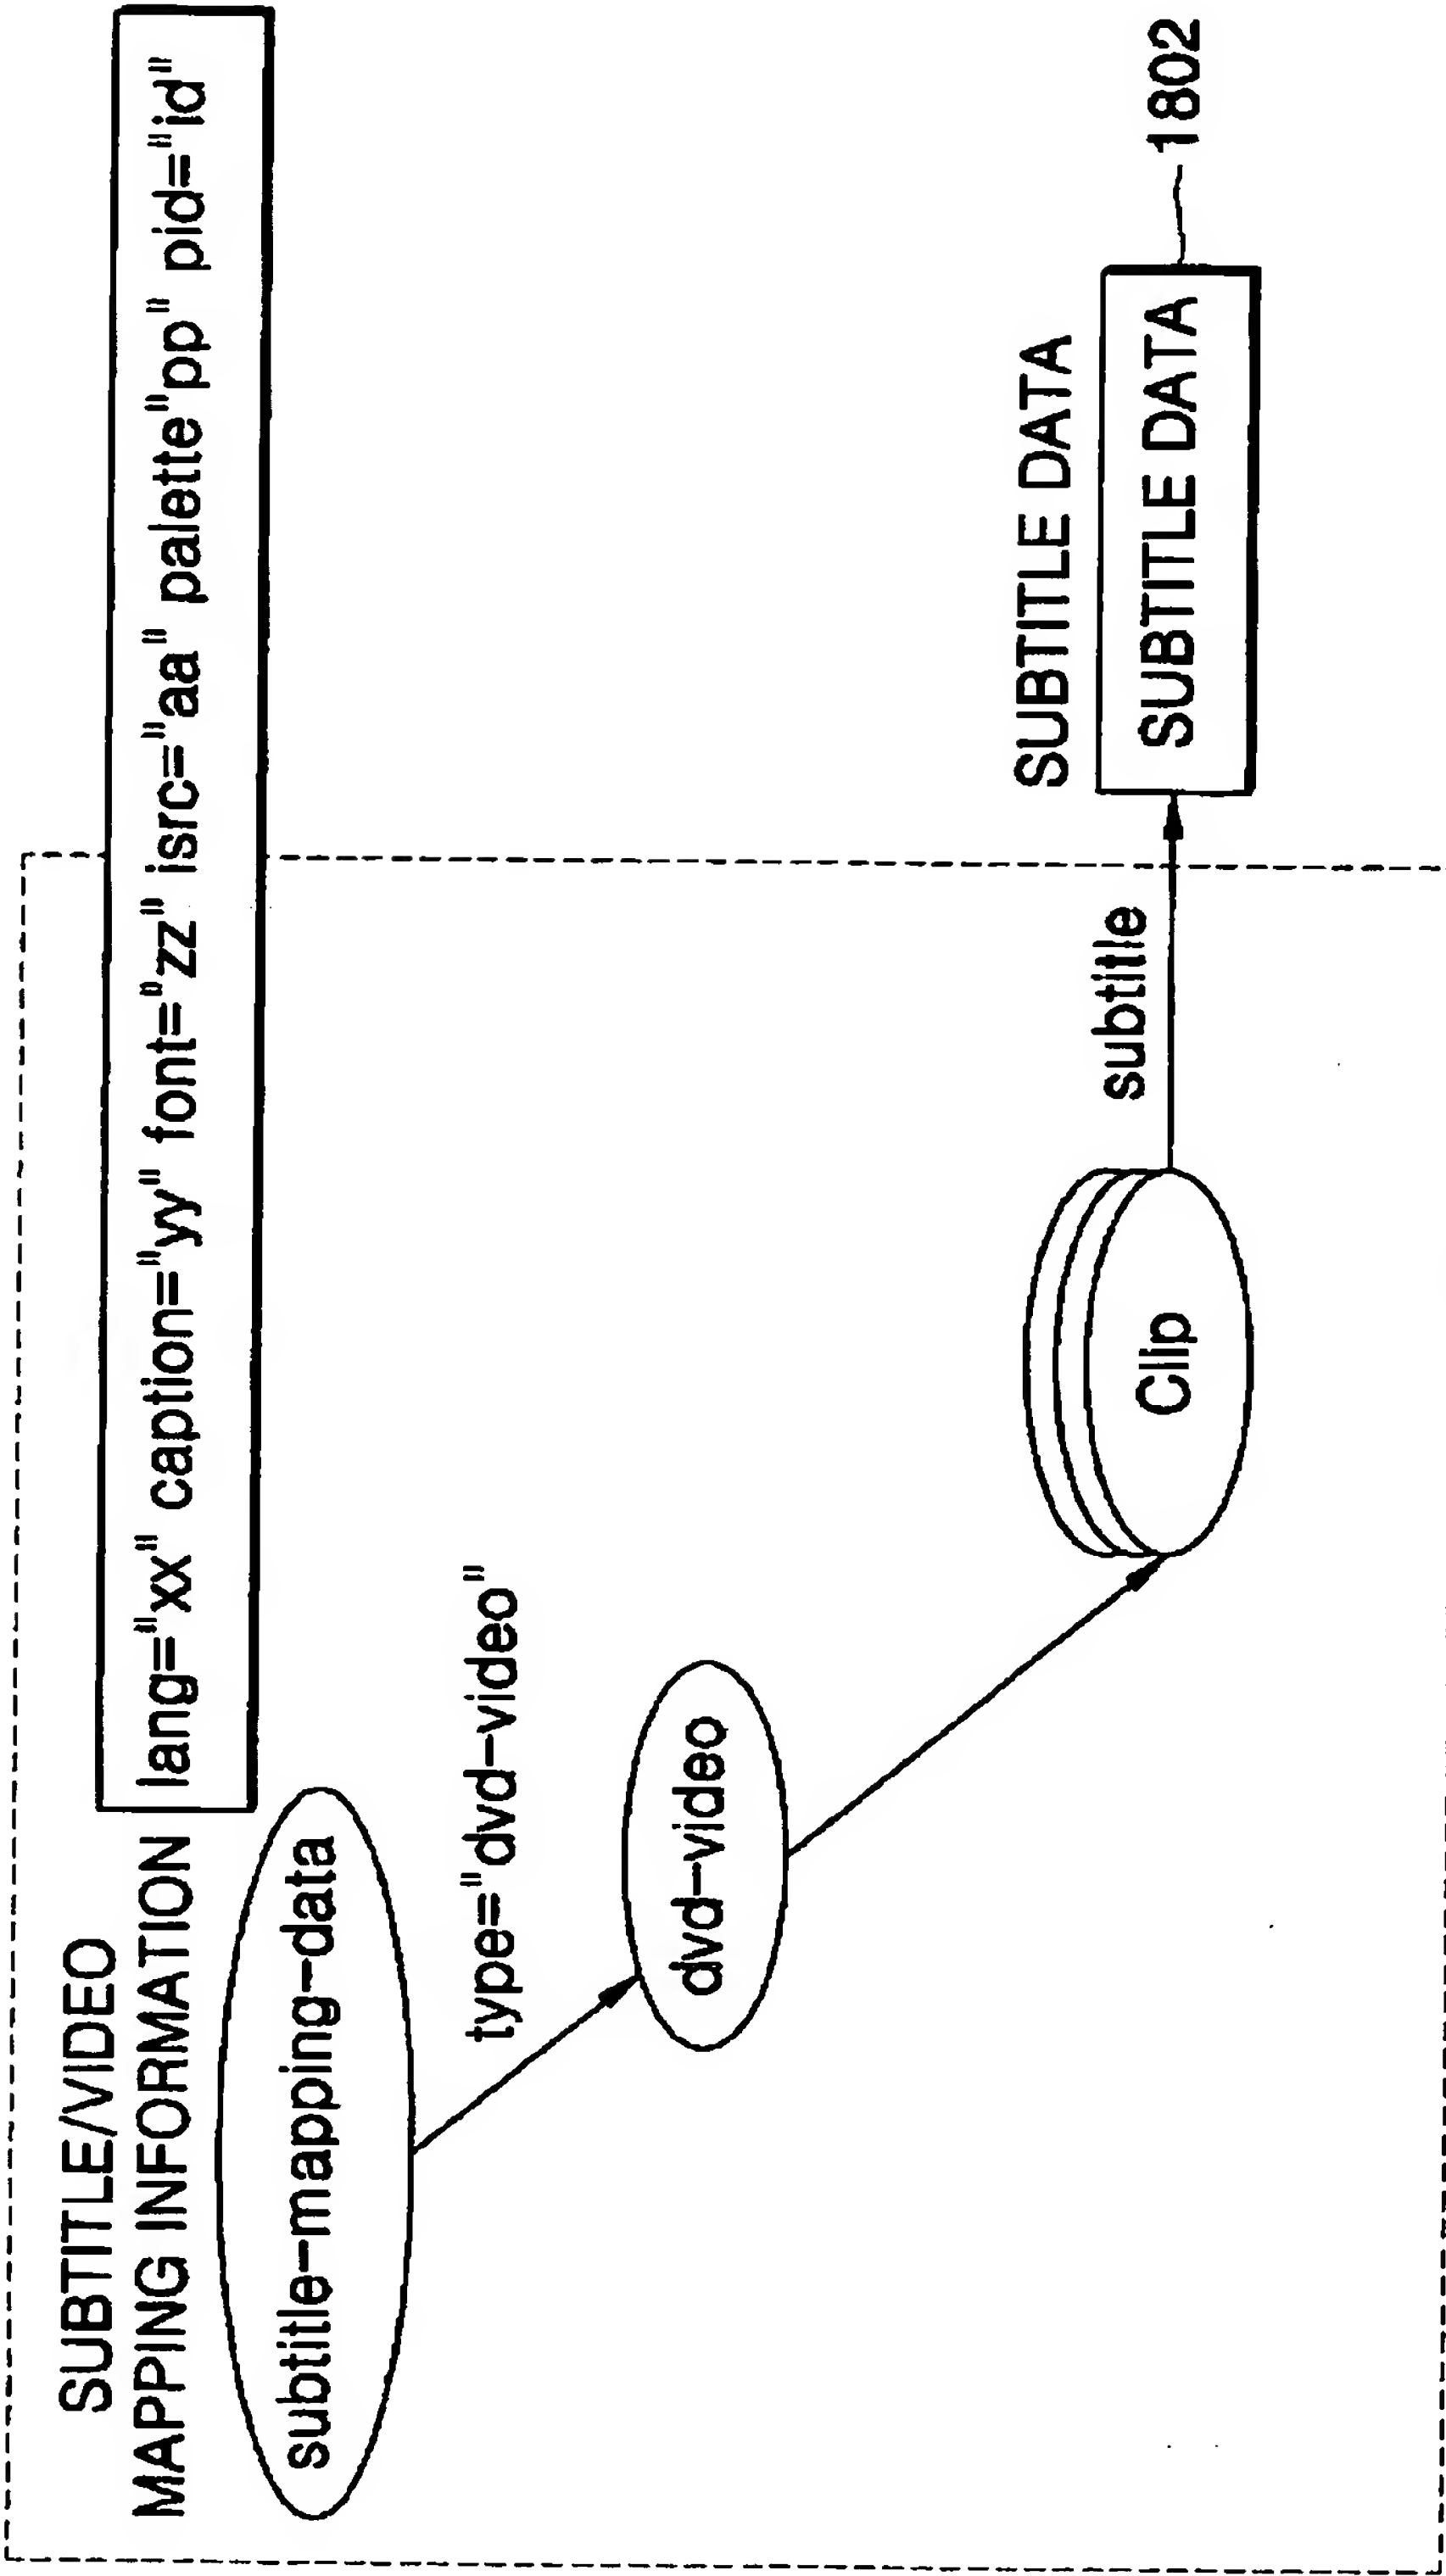 SUBTITLE/VIDEO
MAPPING INFORMATION
lang="xx" caption="yy" font="zz" isrc="aa" palette"pp" pid="id"
subtitle-mapping-data
type="dvd-video"
dvd-video
Clip
subtitle
SUBTITLE DATA
SUBTITLE DATA
1802